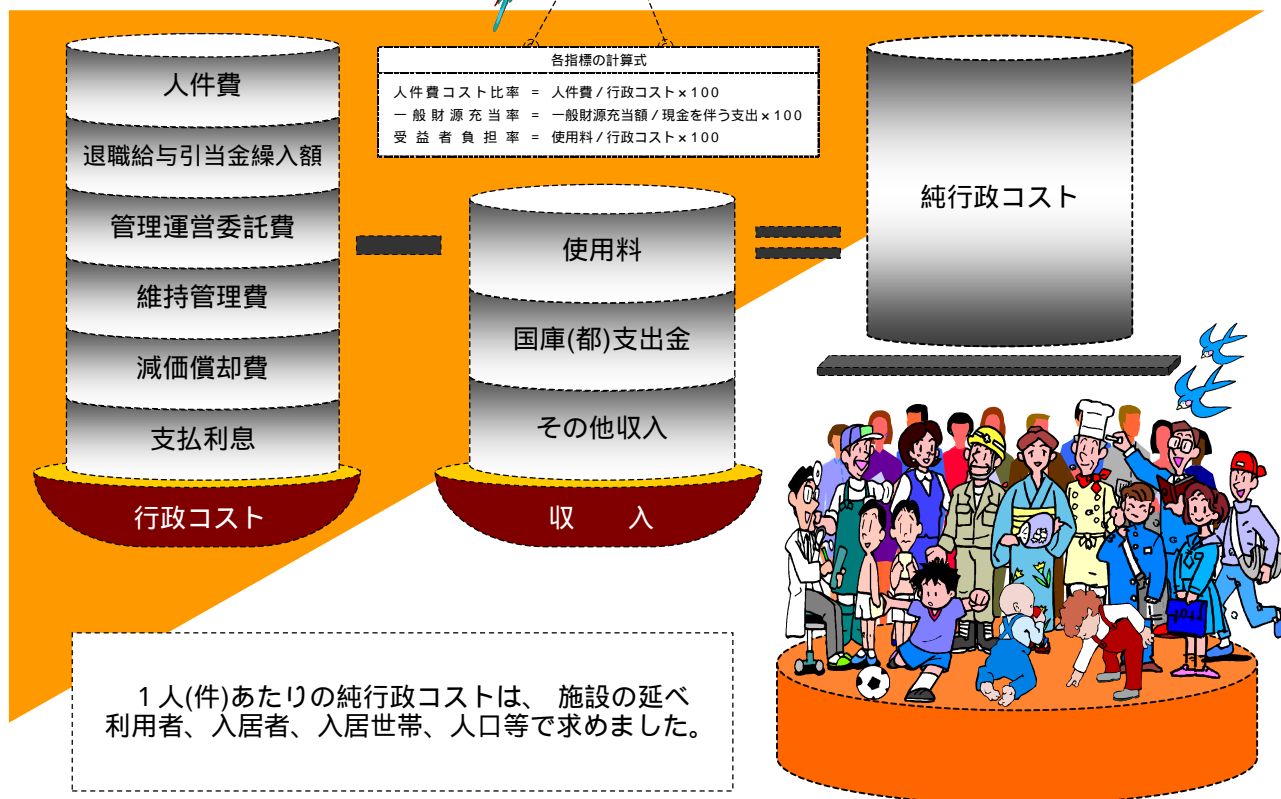 各指標の計算式
人件費コスト比率 = 人件費/行政コスト×100
一般財源充当率 = 一般財源充当額/現金を伴う支出×100
受益者負担率 = 使用料/行政コスト×100
人件費
退職給与引当金繰入額
管理運営委託費
維持管理費
減価償却費
支払利息
行政コスト
使用料
国庫(都)支出金
その他収入
収 入
純行政コスト
1人(件)あたりの純行政コストは、 施設の延べ
利用者、入居者、入居世帯、人口等で求めました。